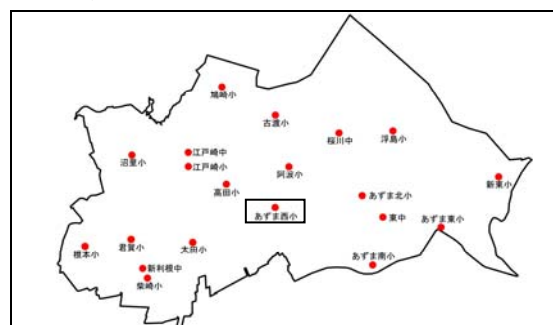 鳩崎小
古渡小
桜川中
浮島小
江戸崎中
沼里小
江戸崎小
阿波小
新東小
高田小
あずま北小
あずま西小
東中
あずま東小
根本小
君賀小
太田小
あずま南小
新利根中
柴崎小